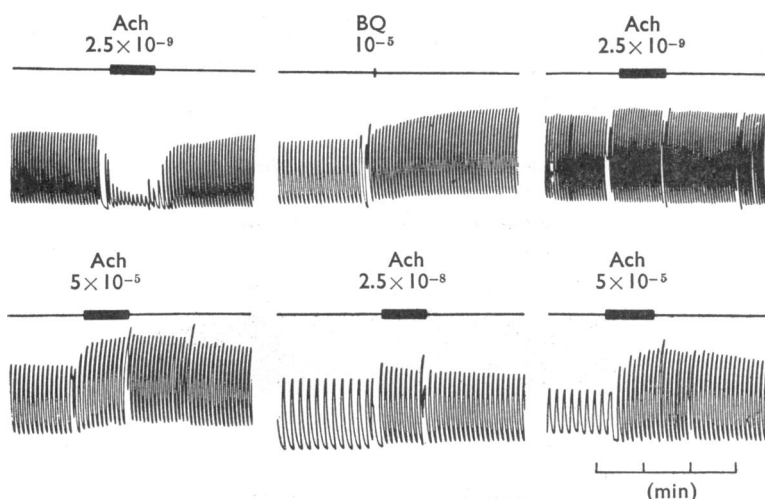 Ach
2.5 × 10⁻⁹
BQ
10⁻⁵
Ach
2.5 × 10⁻⁹
Ach
5 × 10⁻⁵
Ach
2.5 × 10⁻⁸
Ach
5 × 10⁻⁵
(min)